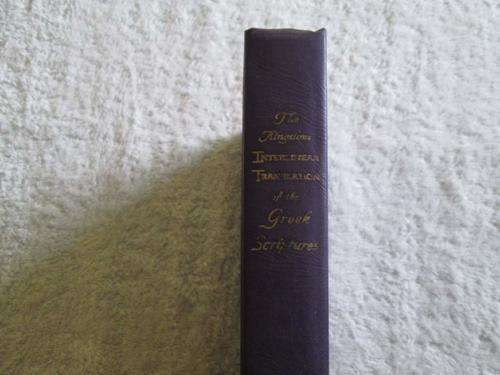 The
Kingdom
INTERLINEAR
TRANSLATION
of the
Greek
Scriptures